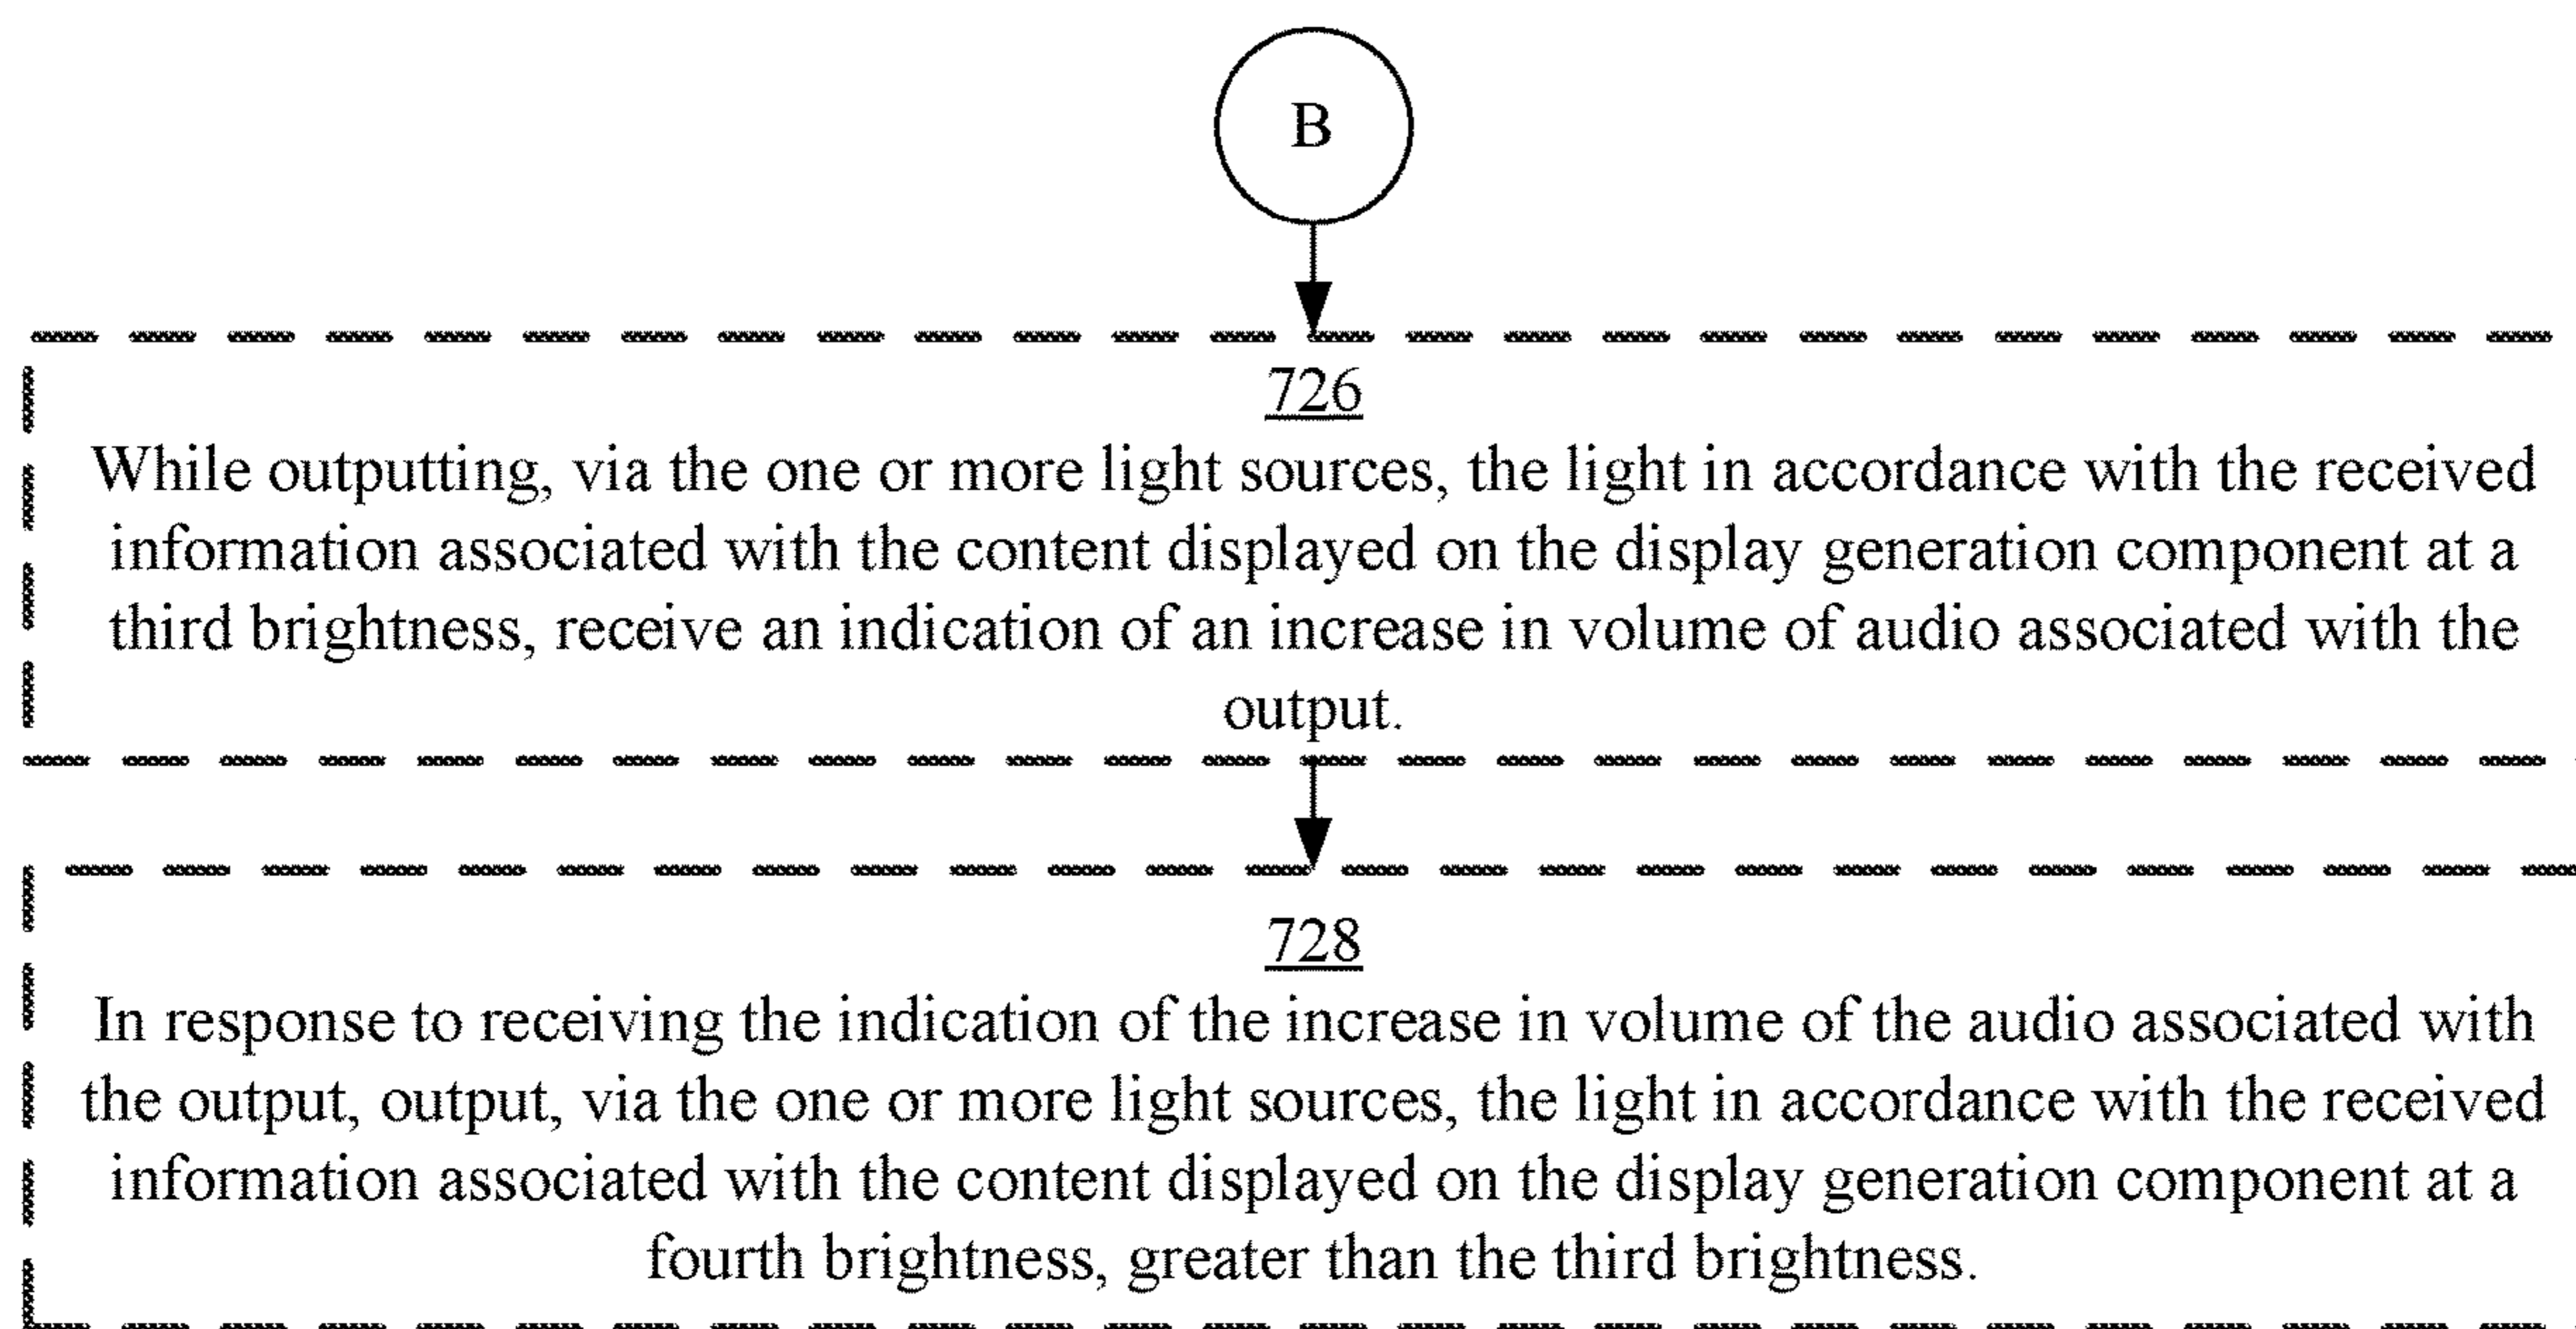 B
726
While outputting, via the one or more light sources, the light in accordance with the received
information associated with the content displayed on the display generation component at a
third brightness, receive an indication of an increase in volume of audio associated with the
output.
728
In response to receiving the indication of the increase in volume of the audio associated with
the output, output, via the one or more light sources, the light in accordance with the received
information associated with the content displayed on the display generation component at a
fourth brightness, greater than the third brightness.